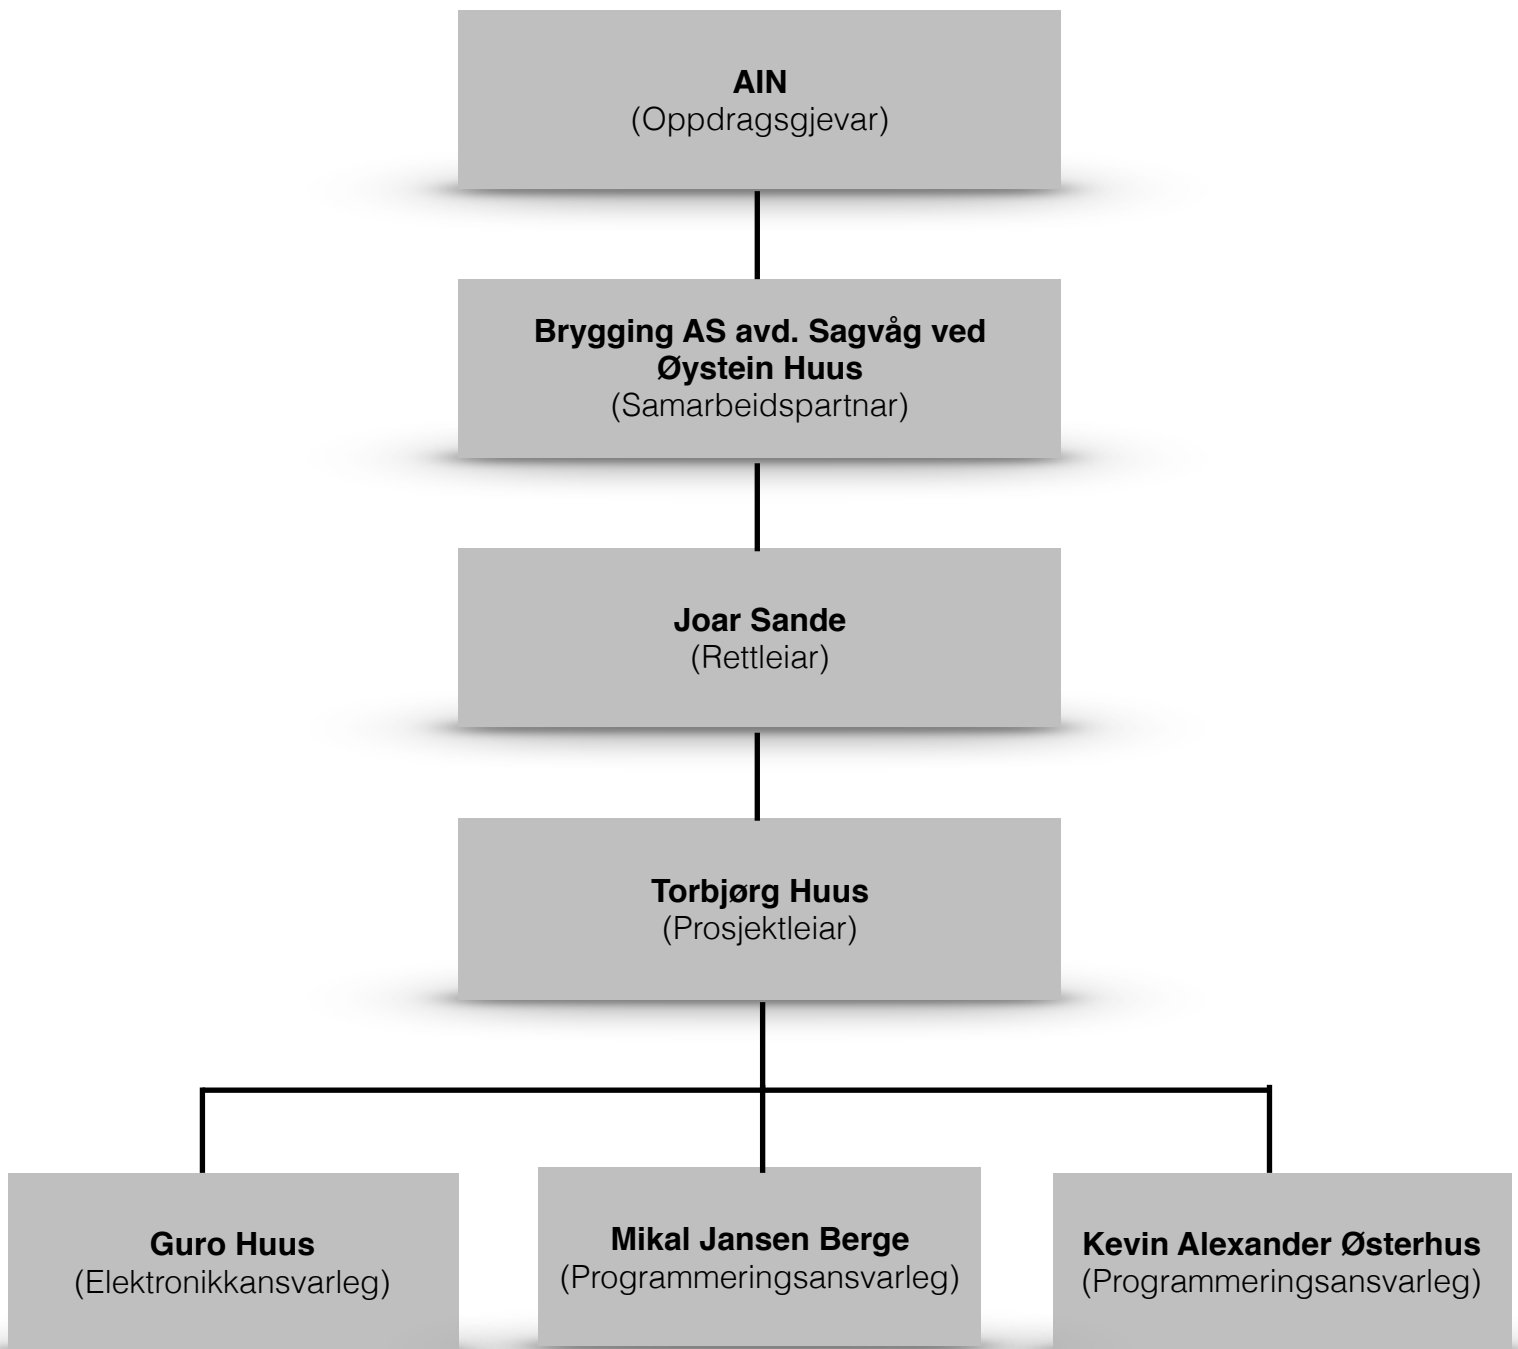 AIN
(Oppdragsgjevar)
Brygging AS avd. Sagvåg ved
Øystein Huus
(Samarbeidspartnar)
Joar Sande
(Rettleiar)
Torbjørg Huus
(Prosjektleiar)
Guro Huus
(Elektronikkansvarleg)
Mikal Jansen Berge
(Programmeringsansvarleg)
Kevin Alexander Østerhus
(Programmeringsansvarleg)